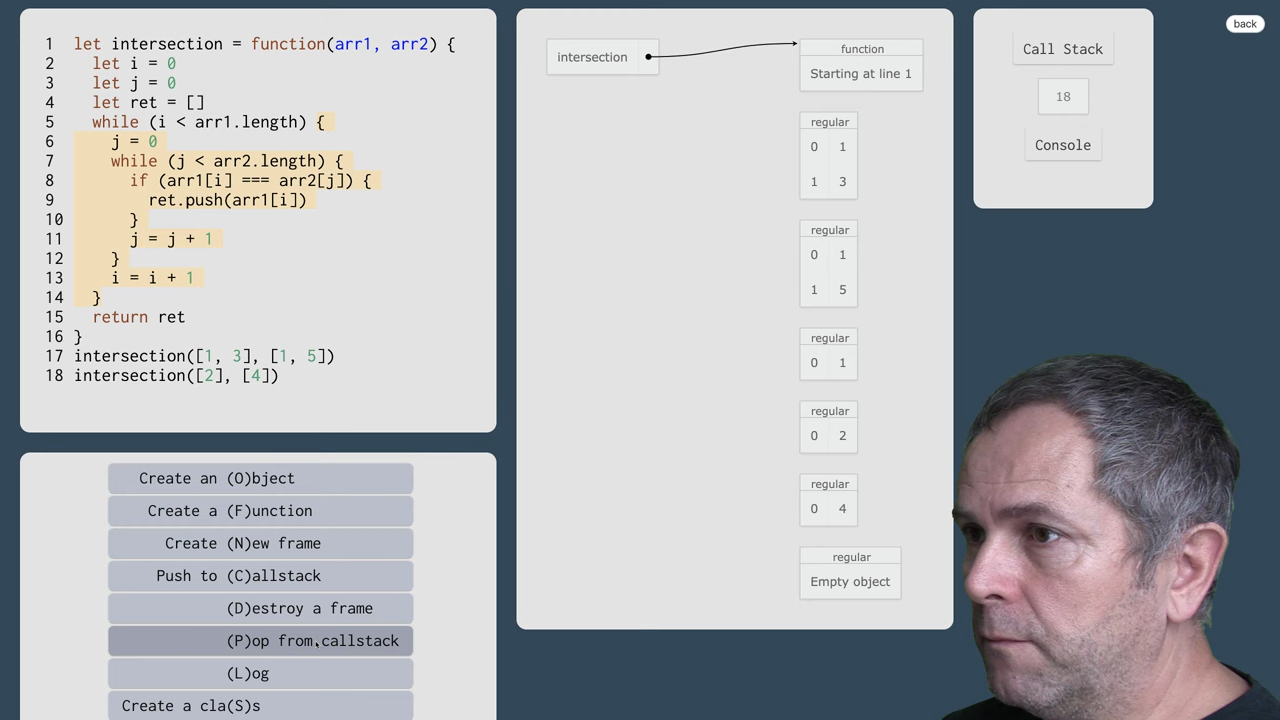 back
1 let intersection = function(arr1, arr2) {
2 let i = 0
3 let j = 0
4 let ret = []
5 while (i < arr1.length) {
6 j = 0
7 while (j < arr2.length) {
8 if (arr1[i] === arr2[j]) {
9 ret.push(arr1[i])
10 }
11 j = j + 1
12 }
13 i = i + 1
14 }
15 return ret
16 }
17 intersection([1, 3], [1, 5])
18 intersection([2], [4])
Create an (O)bject
Create a (F)unction
Create (N)ew frame
Push to (C)allstack
(D)estroy a frame
(P)op from callstack
(L)og
Create a cla(S)s
intersection
function
Starting at line 1
regular
0 1
1 3
regular
0 1
1 5
regular
0 1
regular
0 2
regular
0 4
regular
Empty object
Call Stack
18
Console